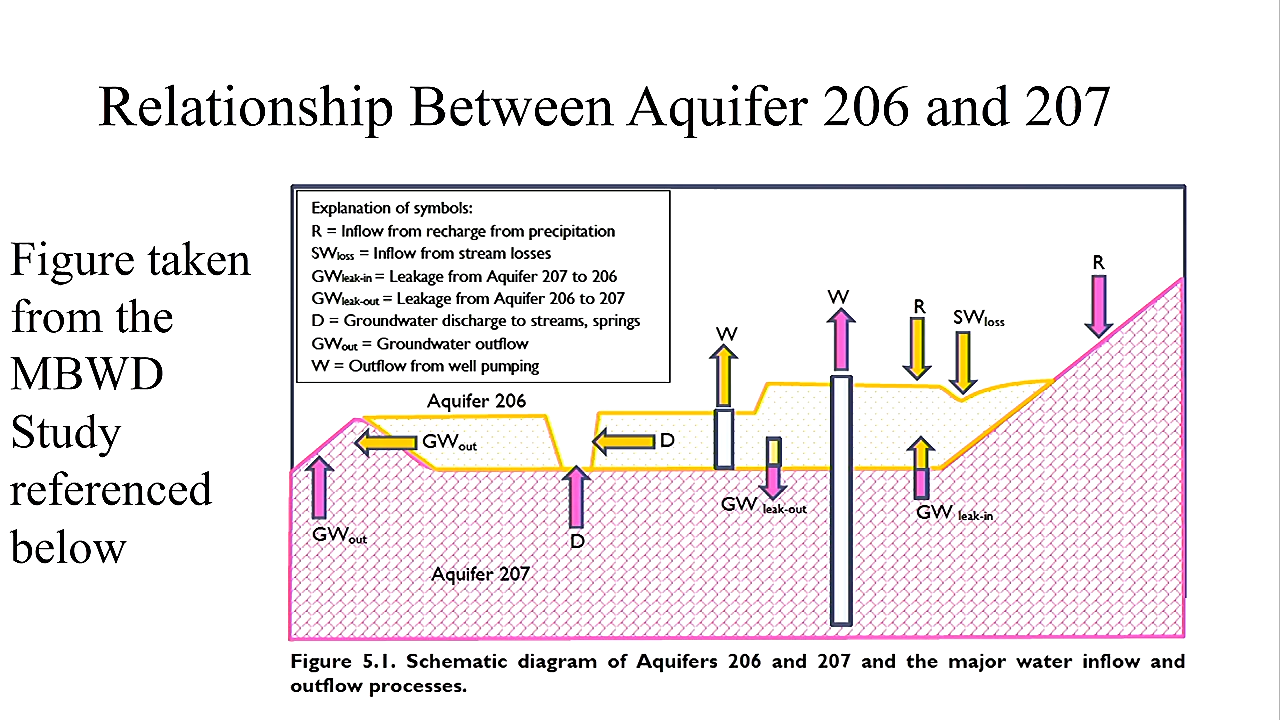 Relationship Between Aquifer 206 and 207
Figure taken
from the
MBWD
Study
referenced
below
Explanation of symbols:
R = Inflow from recharge from precipitation
SWloss = Inflow from stream losses
GWleak-in = Leakage from Aquifer 207 to 206
GWleak-out = Leakage from Aquifer 206 to 207
D = Groundwater discharge to streams, springs
GWout = Groundwater outflow
W = Outflow from well pumping
R
W
R
SWloss
W
Aquifer 206
GWout
D
GW leak-out
GW leak-in
GWout
D
Aquifer 207
Figure 5.1. Schematic diagram of Aquifers 206 and 207 and the major water inflow and
outflow processes.